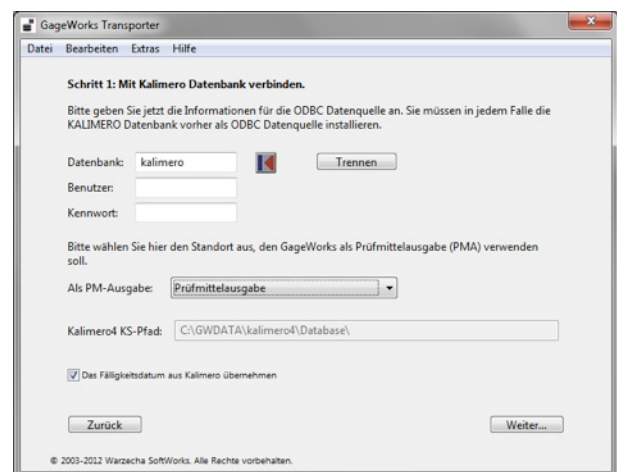 GageWorks Transporter
Datei Bearbeiten Extras Hilfe
Schritt 1: Mit Kalimero Datenbank verbinden.
Bitte geben Sie jetzt die Informationen für die ODBC Datenquelle an. Sie müssen in jedem Falle die
KALIMERO Datenbank vorher als ODBC Datenquelle installieren.
Datenbank: kalimero Trennen
Benutzer:
Kennwort:
Bitte wählen Sie hier den Standort aus, den GageWorks als Prüfmittelausgabe (PMA) verwenden
soll.
Als PM-Ausgabe: Prüfmittelausgabe
Kalimero4 KS-Pfad: C:\GWDATA\kalimero4\Database\
Das Fälligkeitsdatum aus Kalimero übernehmen
Zurück Weiter...
© 2003-2012 Warzecha SoftWorks. Alle Rechte vorbehalten.